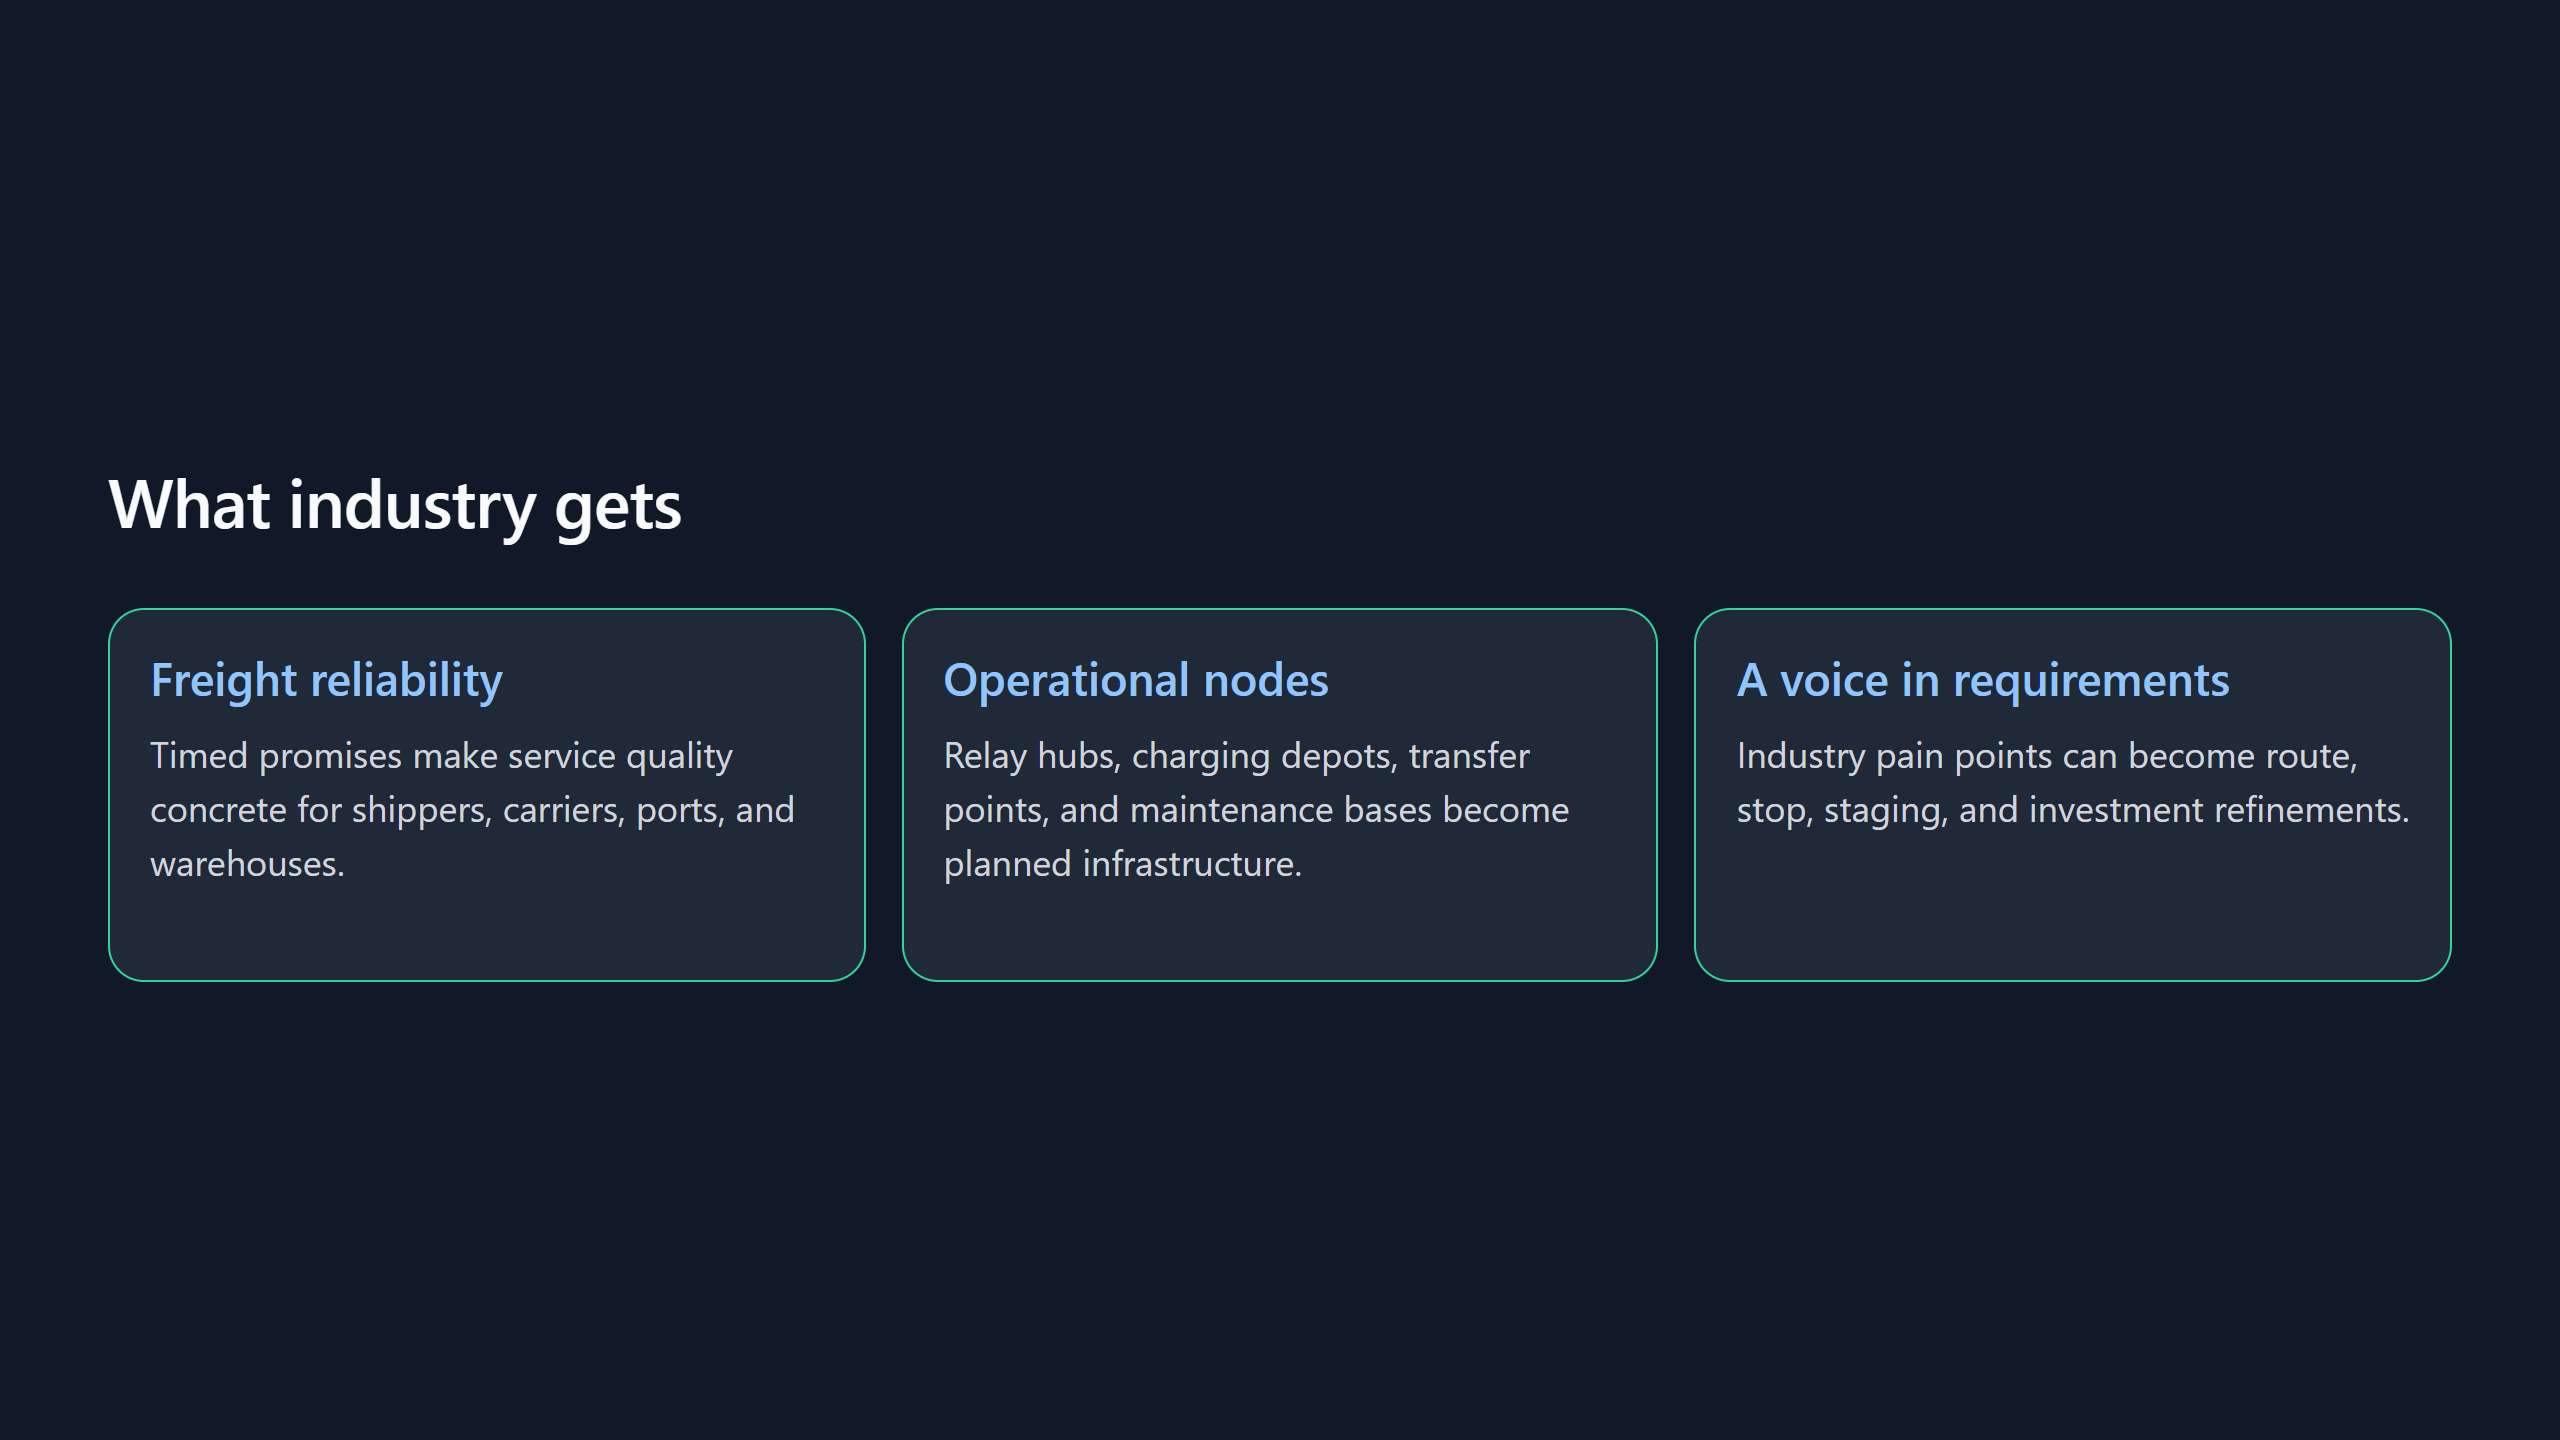 What industry gets
Freight reliability
Timed promises make service quality
concrete for shippers, carriers, ports, and
warehouses.
Operational nodes
Relay hubs, charging depots, transfer
points, and maintenance bases become
planned infrastructure.
A voice in requirements
Industry pain points can become route,
stop, staging, and investment refinements.